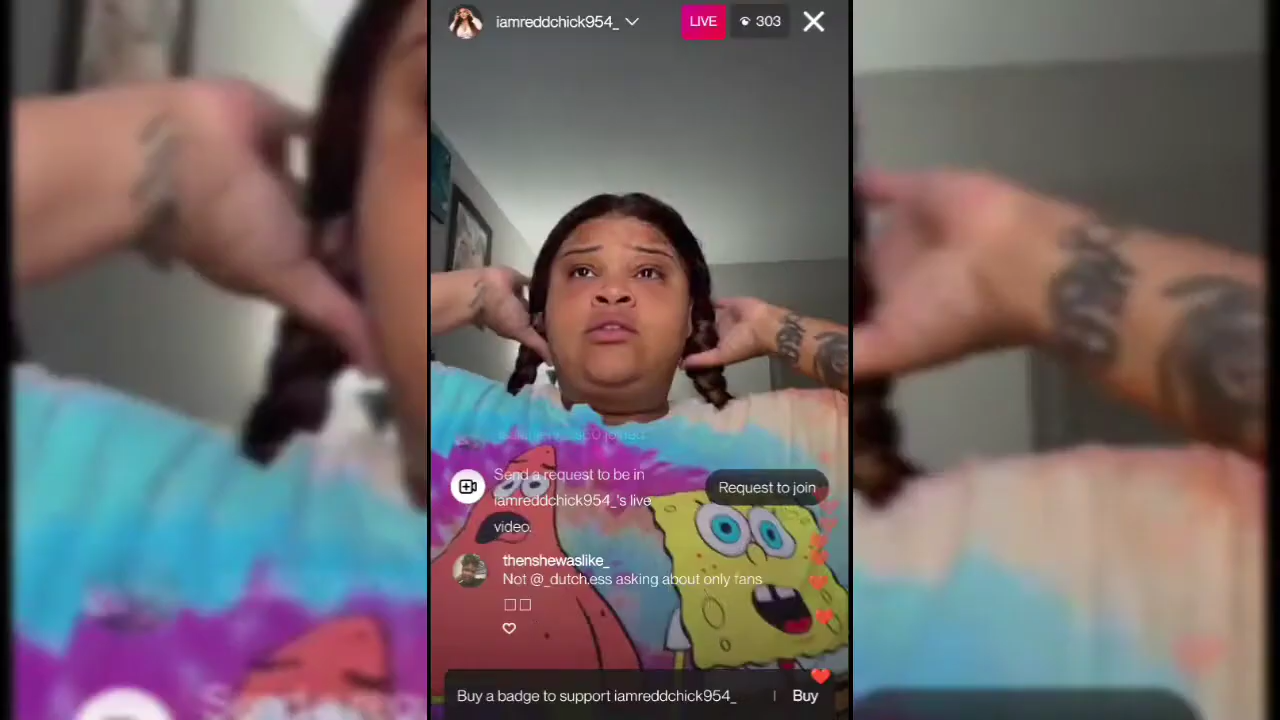 iamreddchick954_
LIVE
303
Send a request to be in
iamreddchick954_'s live
video.
Request to join
thenshewaslike_
Not @_dutch.ess asking about only fans
Buy a badge to support iamreddchick954_
Buy